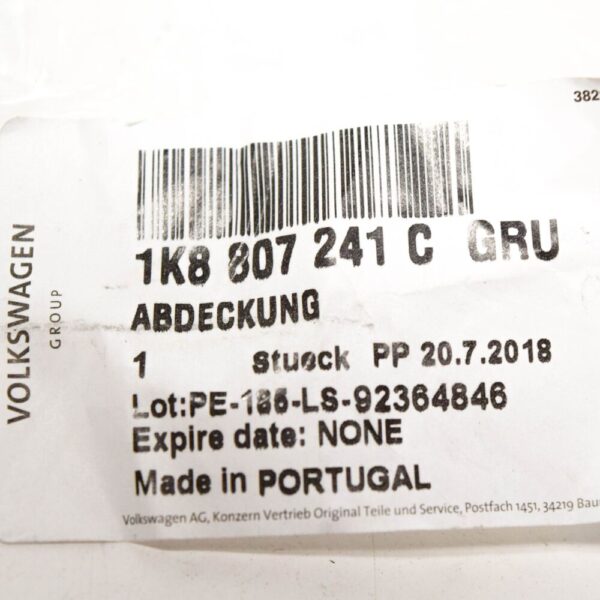 382
VOLKSWAGEN
GROUP
1K8 807 241 C GRU
ABDECKUNG
1 Stueck PP 20.7.2018
Lot:PE-186-LS-92364846
Expire date: NONE
Made in PORTUGAL
Volkswagen AG, Konzern Vertrieb Original Teile und Service, Postfach 1451, 34219 Bau